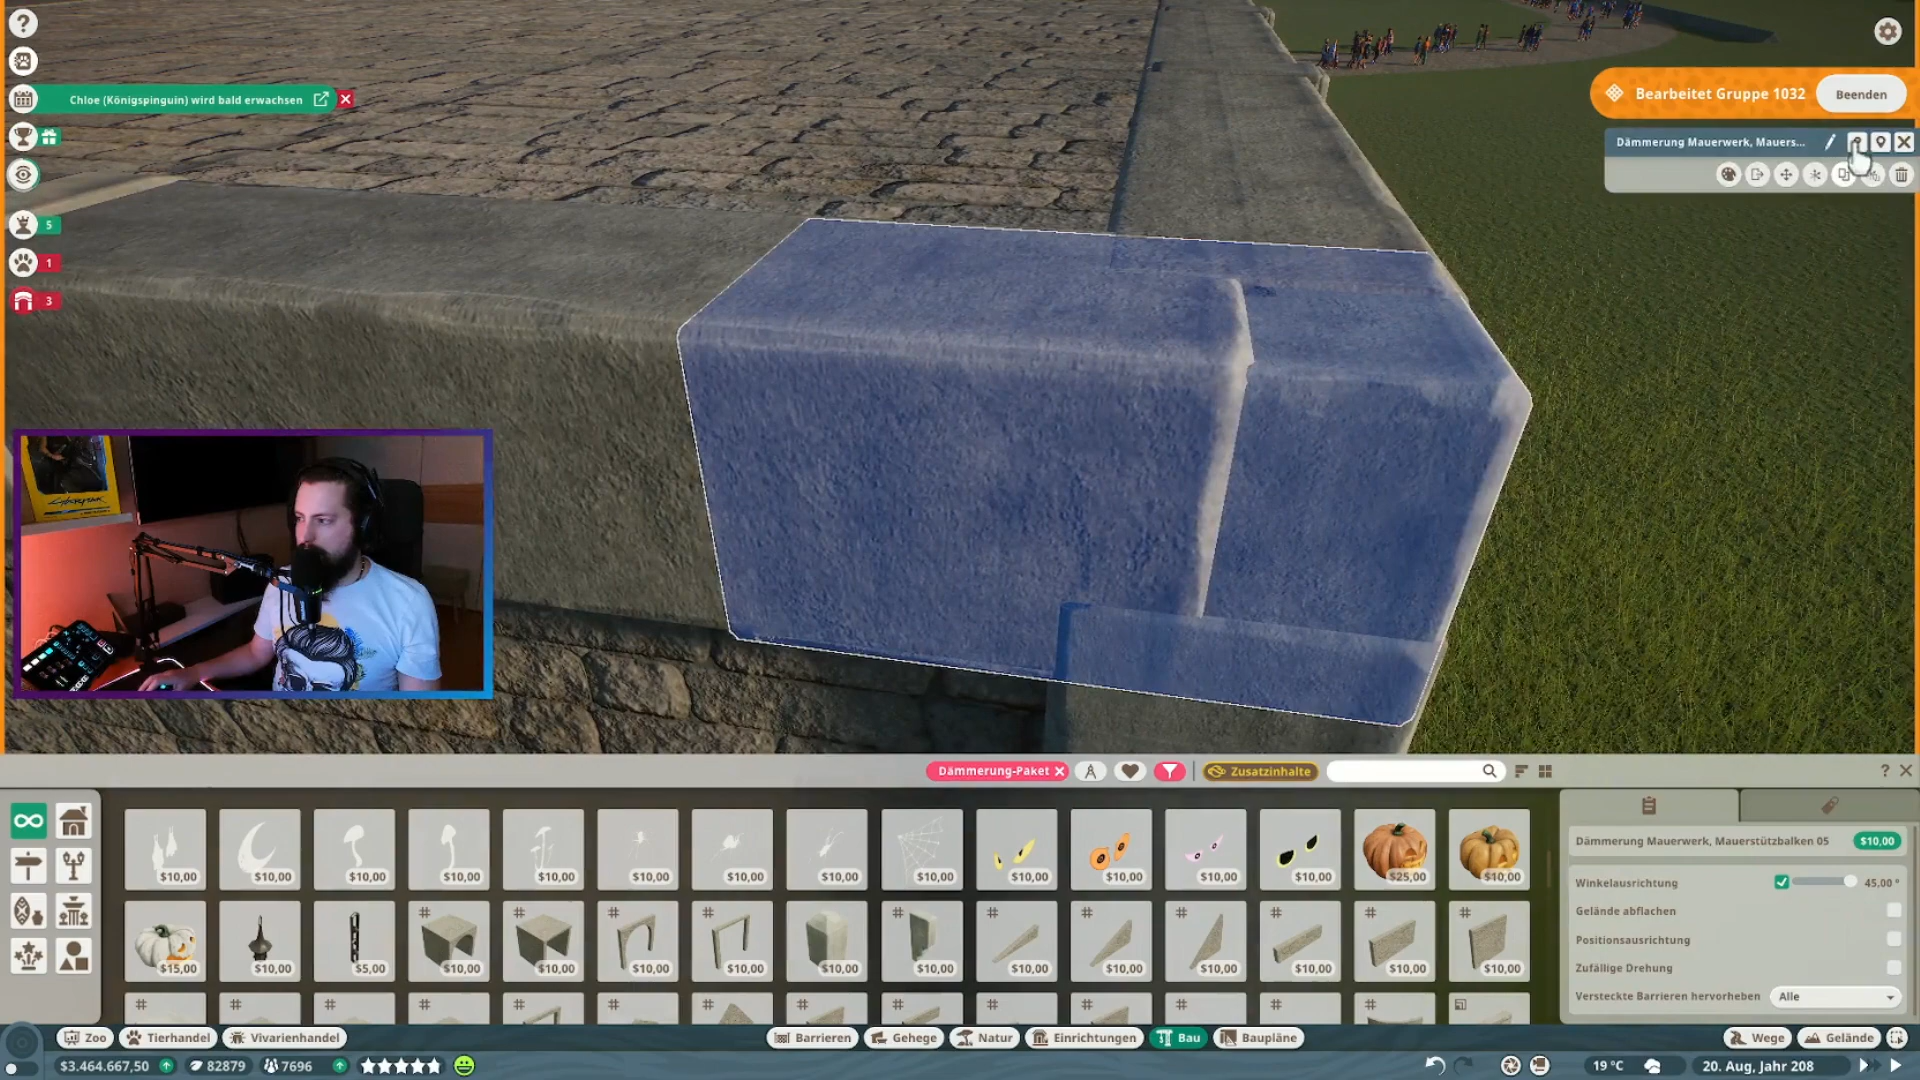 Chloe (Königspinguin) wird bald erwachsen
5
1
3
Bearbeitet Gruppe 1032
Beenden
Dämmerung Mauerwerk, Mauers...
Dämmerung-Paket
Zusatzinhalte
$10,00 $10,00 $10,00 $10,00 $10,00 $10,00 $10,00 $10,00 $10,00 $10,00 $10,00 $10,00 $10,00 $25,00 $10,00
$15,00 $10,00 $5,00 $10,00 $10,00 $10,00 $10,00 $10,00 $10,00 $10,00 $10,00 $10,00 $10,00 $10,00 $10,00
Dämmerung Mauerwerk, Mauerstützbalken 05 $10,00
Winkelausrichtung 45,00 °
Gelände abflachen
Positionsausrichtung
Zufällige Drehung
Versteckte Barrieren hervorheben Alle
Zoo Tierhandel Vivarienhandel Barrieren Gehege Natur Einrichtungen Bau Baupläne Wege Gelände
$3.464.667,50 82879 7696 19 °C 20. Aug, Jahr 208